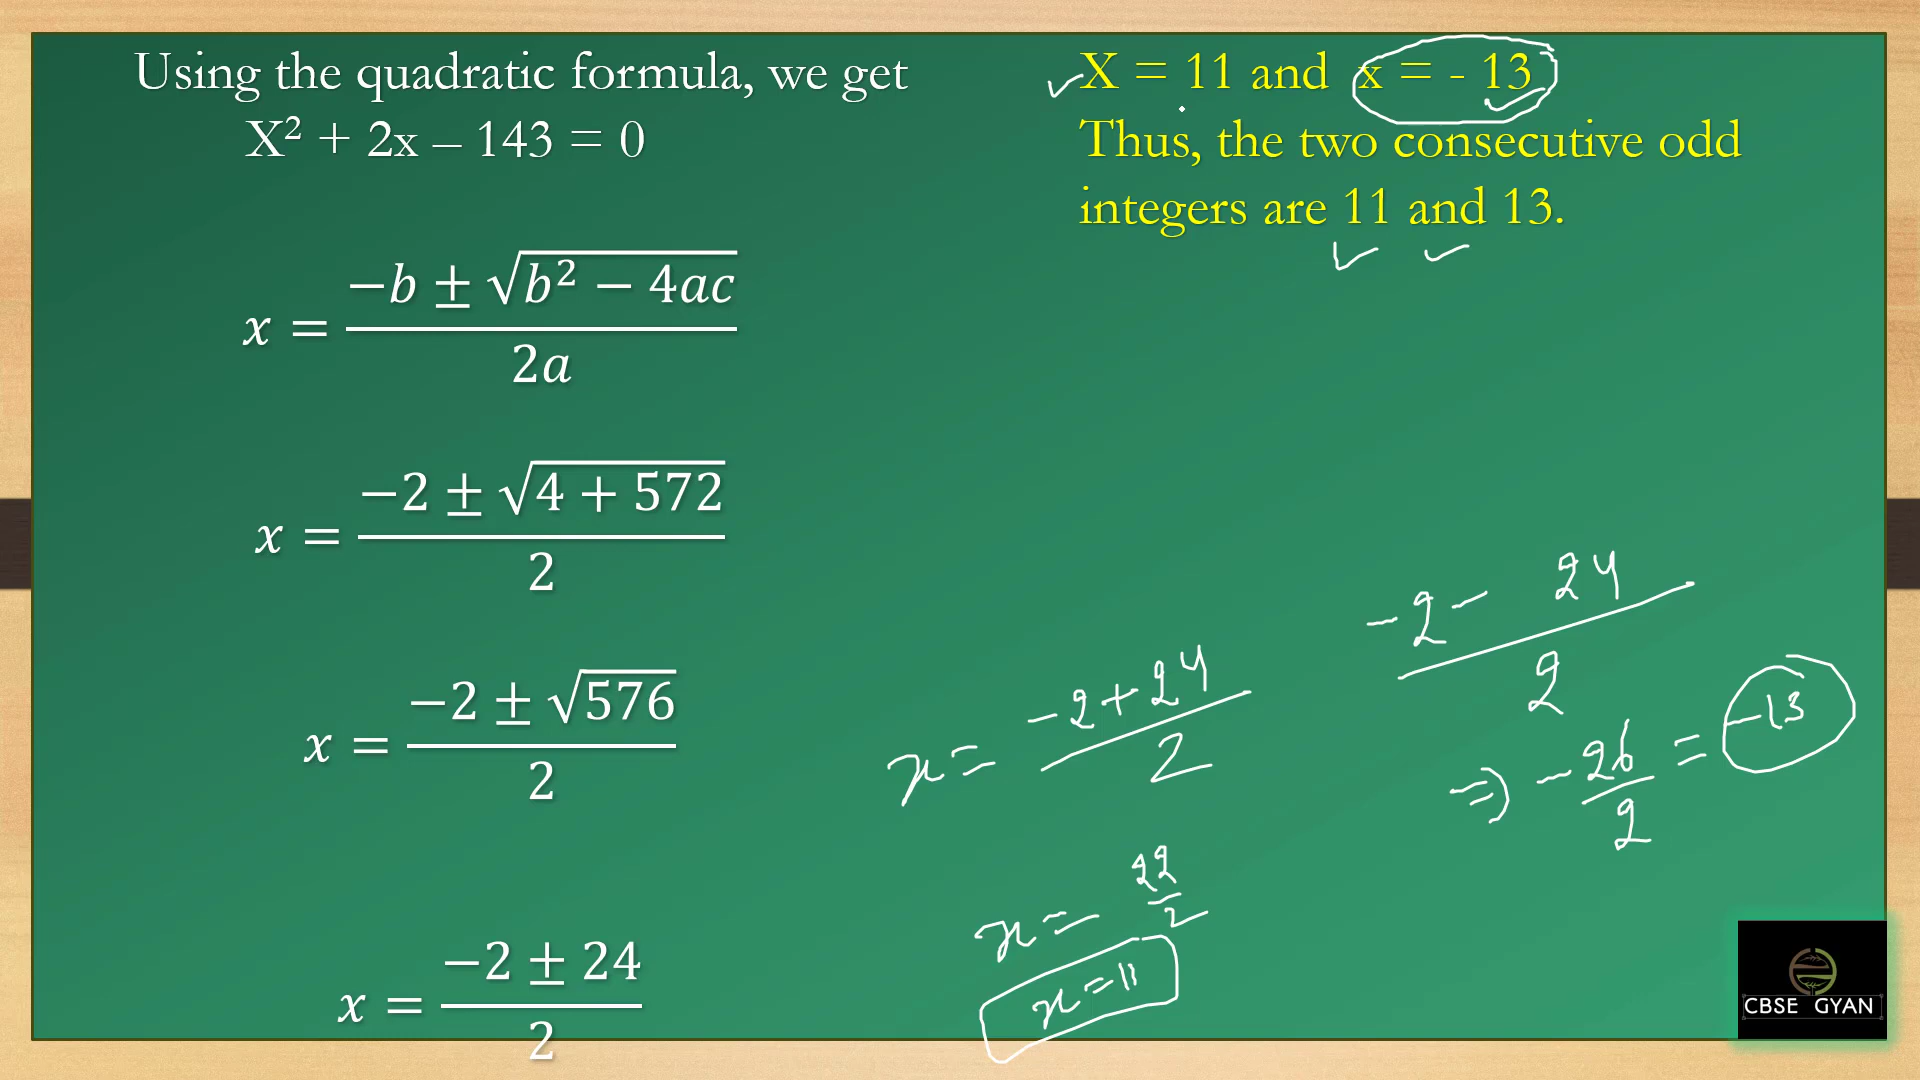 Using the quadratic formula, we get
X² + 2x – 143 = 0
x = (−b ± √(b² − 4ac)) / 2a
x = (−2 ± √(4 + 572)) / 2
x = (−2 ± √576) / 2
x = (−2 ± 24) / 2
X = 11 and x = - 13
Thus, the two consecutive odd
integers are 11 and 13.
x = (-2 + 24) / 2
x = 22 / 2
x = 11
(-2 - 24) / 2
⇒ -26 / 2 = -13
CBSE GYAN